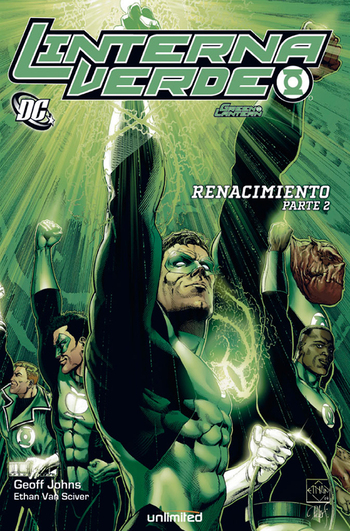 LINTERNA
VERDE
DC
GREEN
LANTERN
RENACIMIENTO
PARTE 2
Geoff Johns
Ethan Van Sciver
unlimited